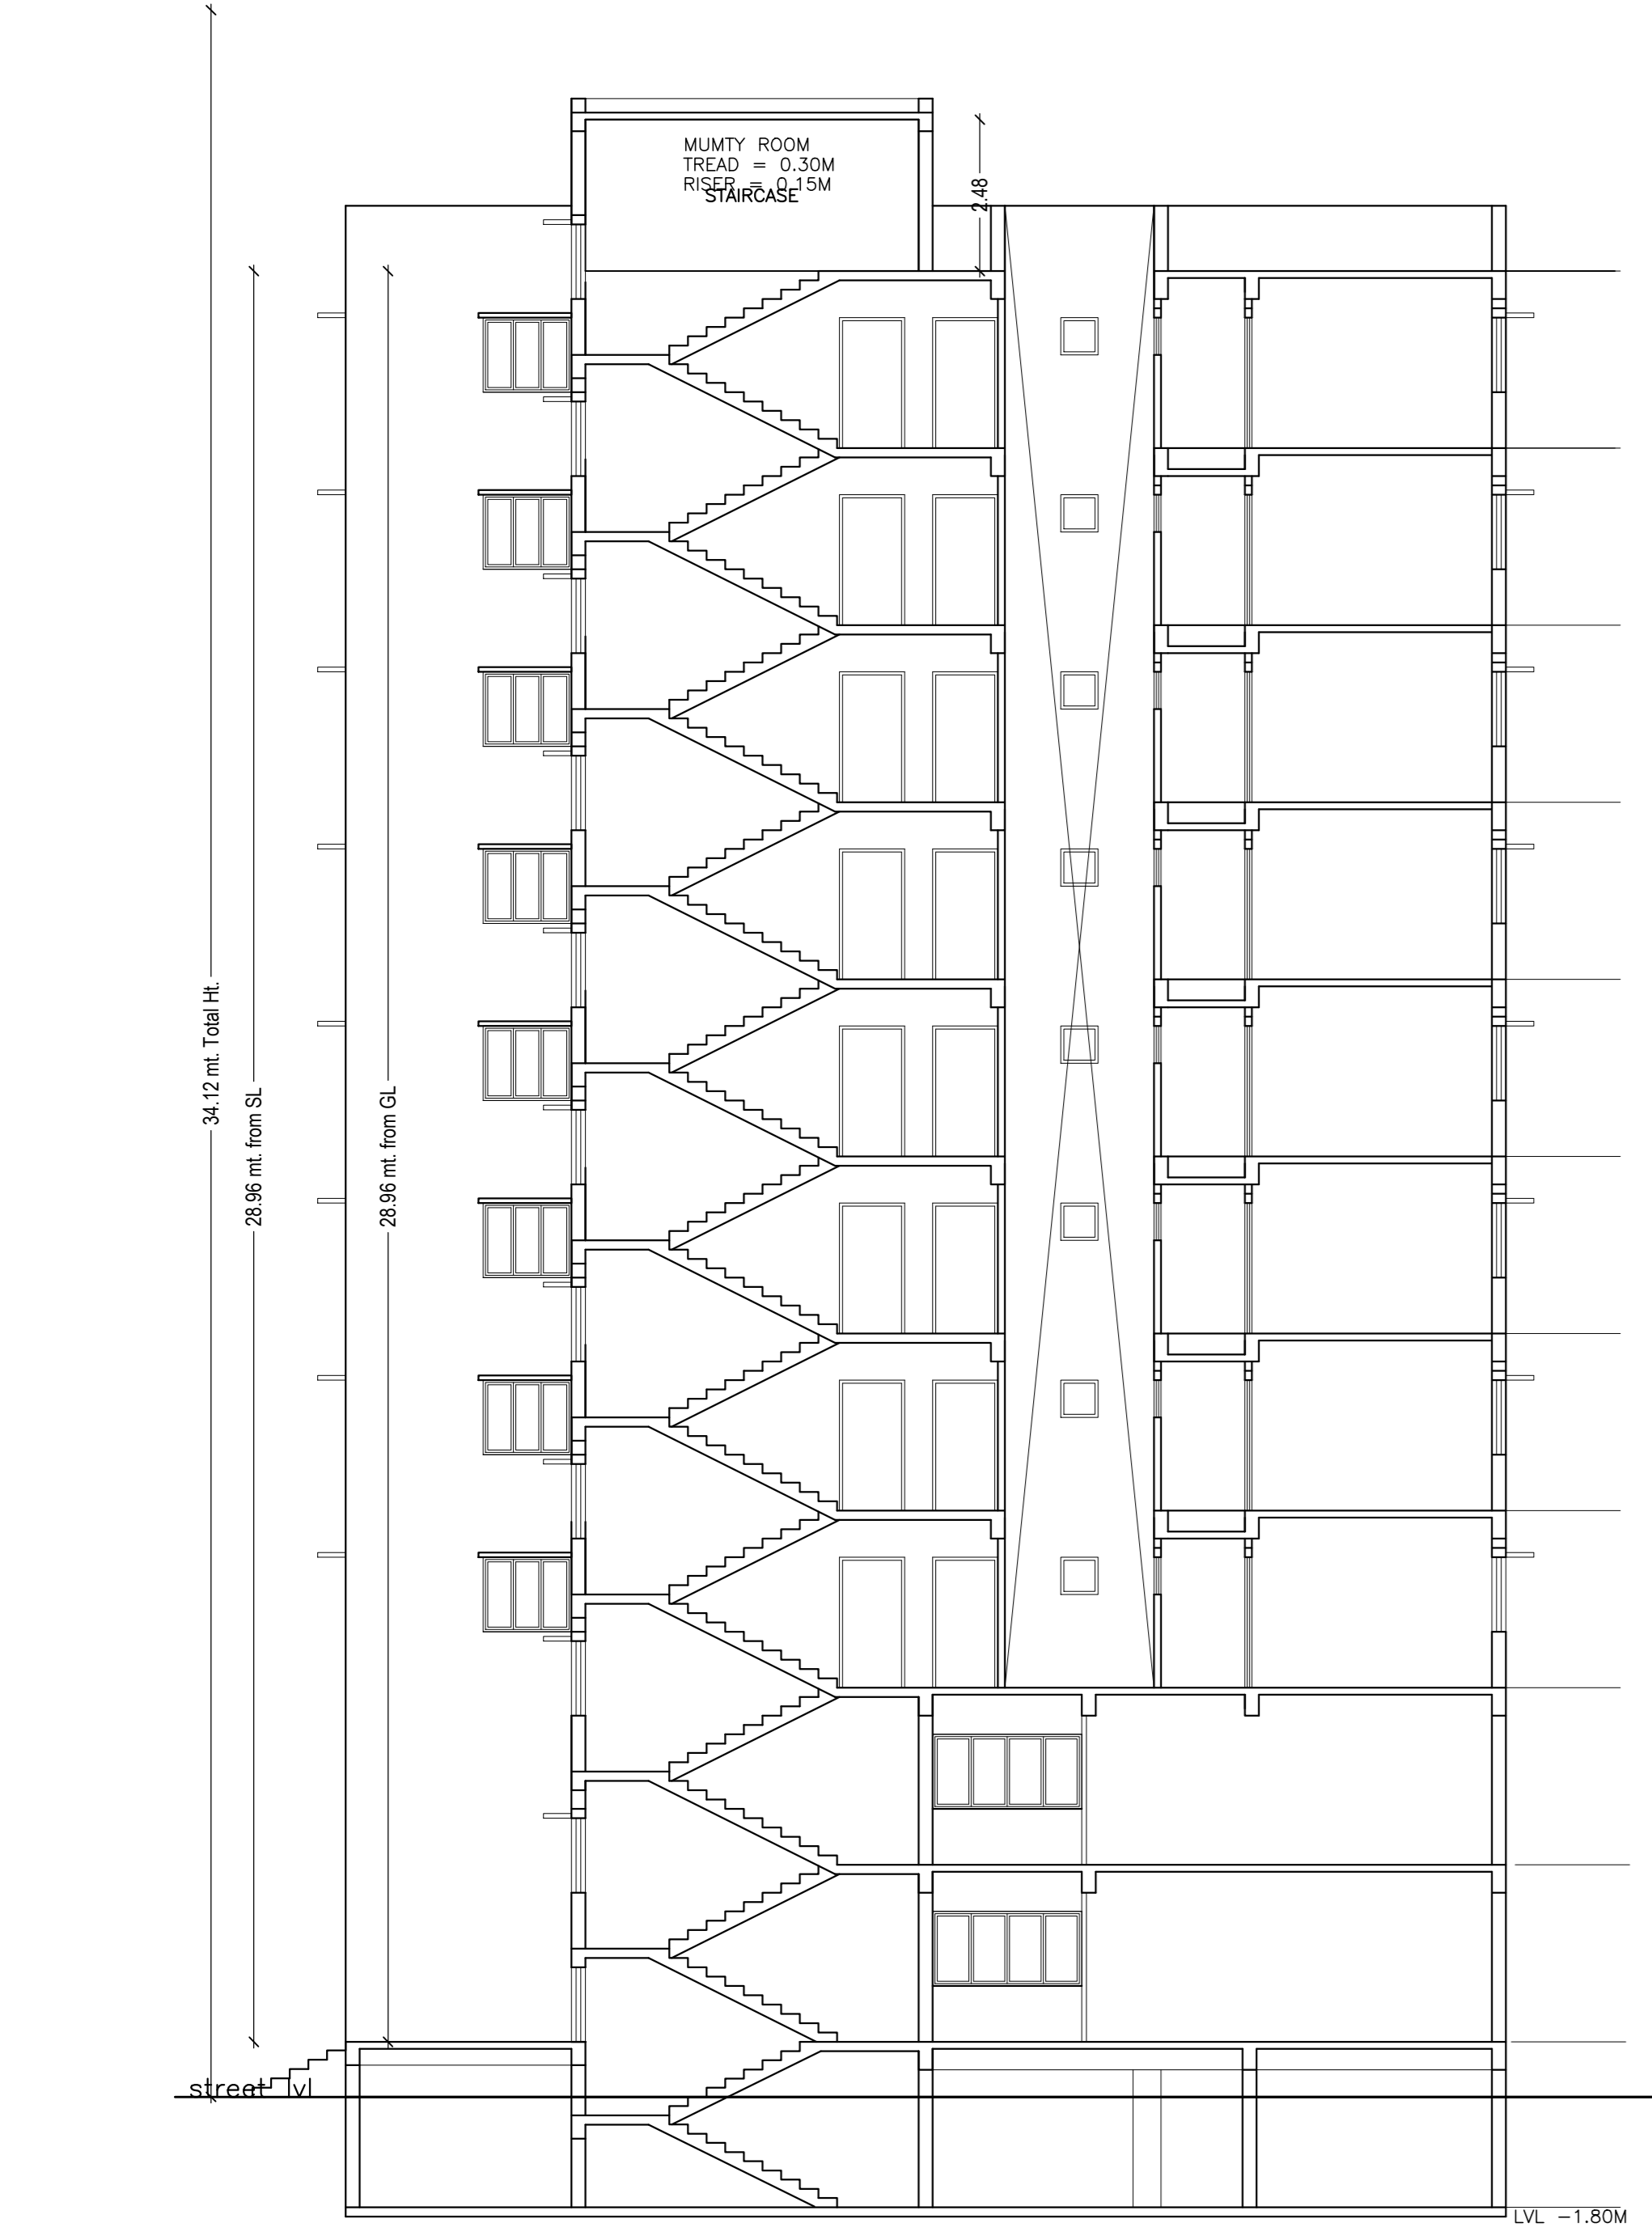 MUMTY ROOM
TREAD = 0.30M
RISER = 0.15M
STAIRCASE
2.48
34.12 mt. Total Ht.
28.96 mt. from SL
28.96 mt. from GL
street lvl
LVL -1.80M